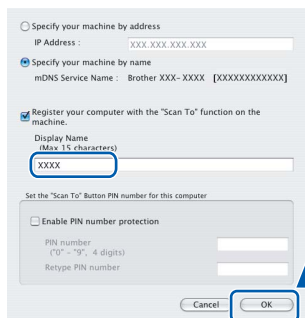 Specify your machine by address
IP Address : XXX.XXX.XXX.XXX
Specify your machine by name
mDNS Service Name : Brother XXX-XXXX [XXXXXXXXXXXX]
Register your computer with the "Scan To" function on the
machine.
Display Name
(Max 15 characters)
XXXX
Set the "Scan To" Button PIN number for this computer
Enable PIN number protection
PIN number
("0" - "9", 4 digits)
Retype PIN number
Cancel OK